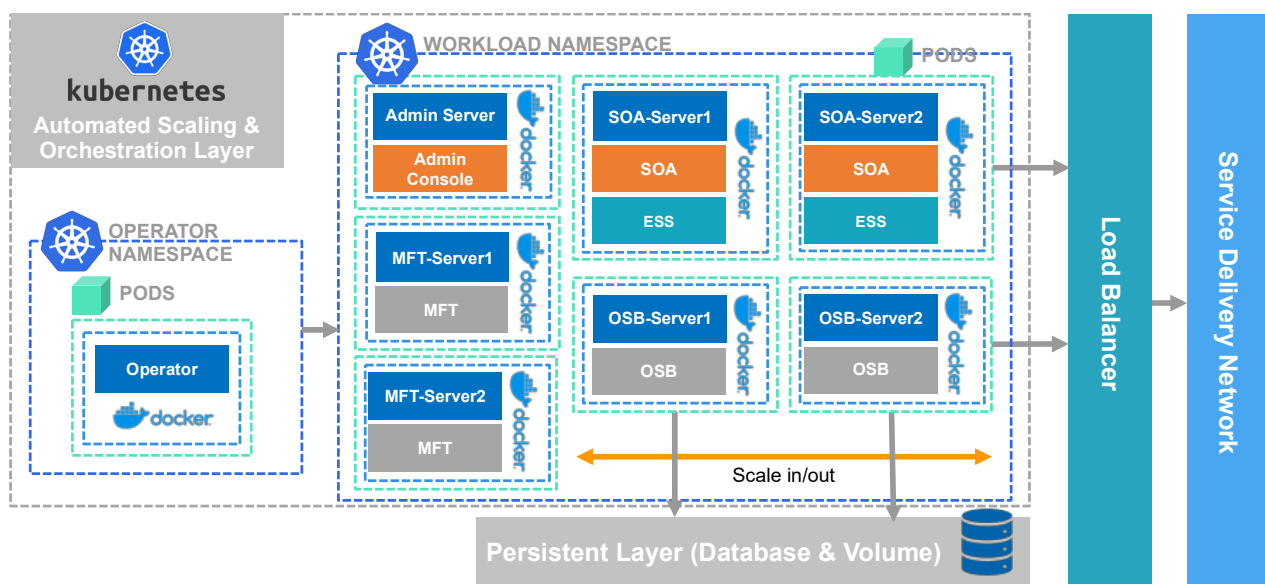 kubernetes
Automated Scaling &
Orchestration Layer
OPERATOR
NAMESPACE
PODS
Operator
docker
WORKLOAD NAMESPACE
PODS
Admin Server
Admin
Console
docker
SOA-Server1
SOA
ESS
docker
SOA-Server2
SOA
ESS
docker
MFT-Server1
MFT
docker
OSB-Server1
OSB
docker
OSB-Server2
OSB
docker
MFT-Server2
MFT
docker
Scale in/out
Persistent Layer (Database & Volume)
Load Balancer
Service Delivery Network